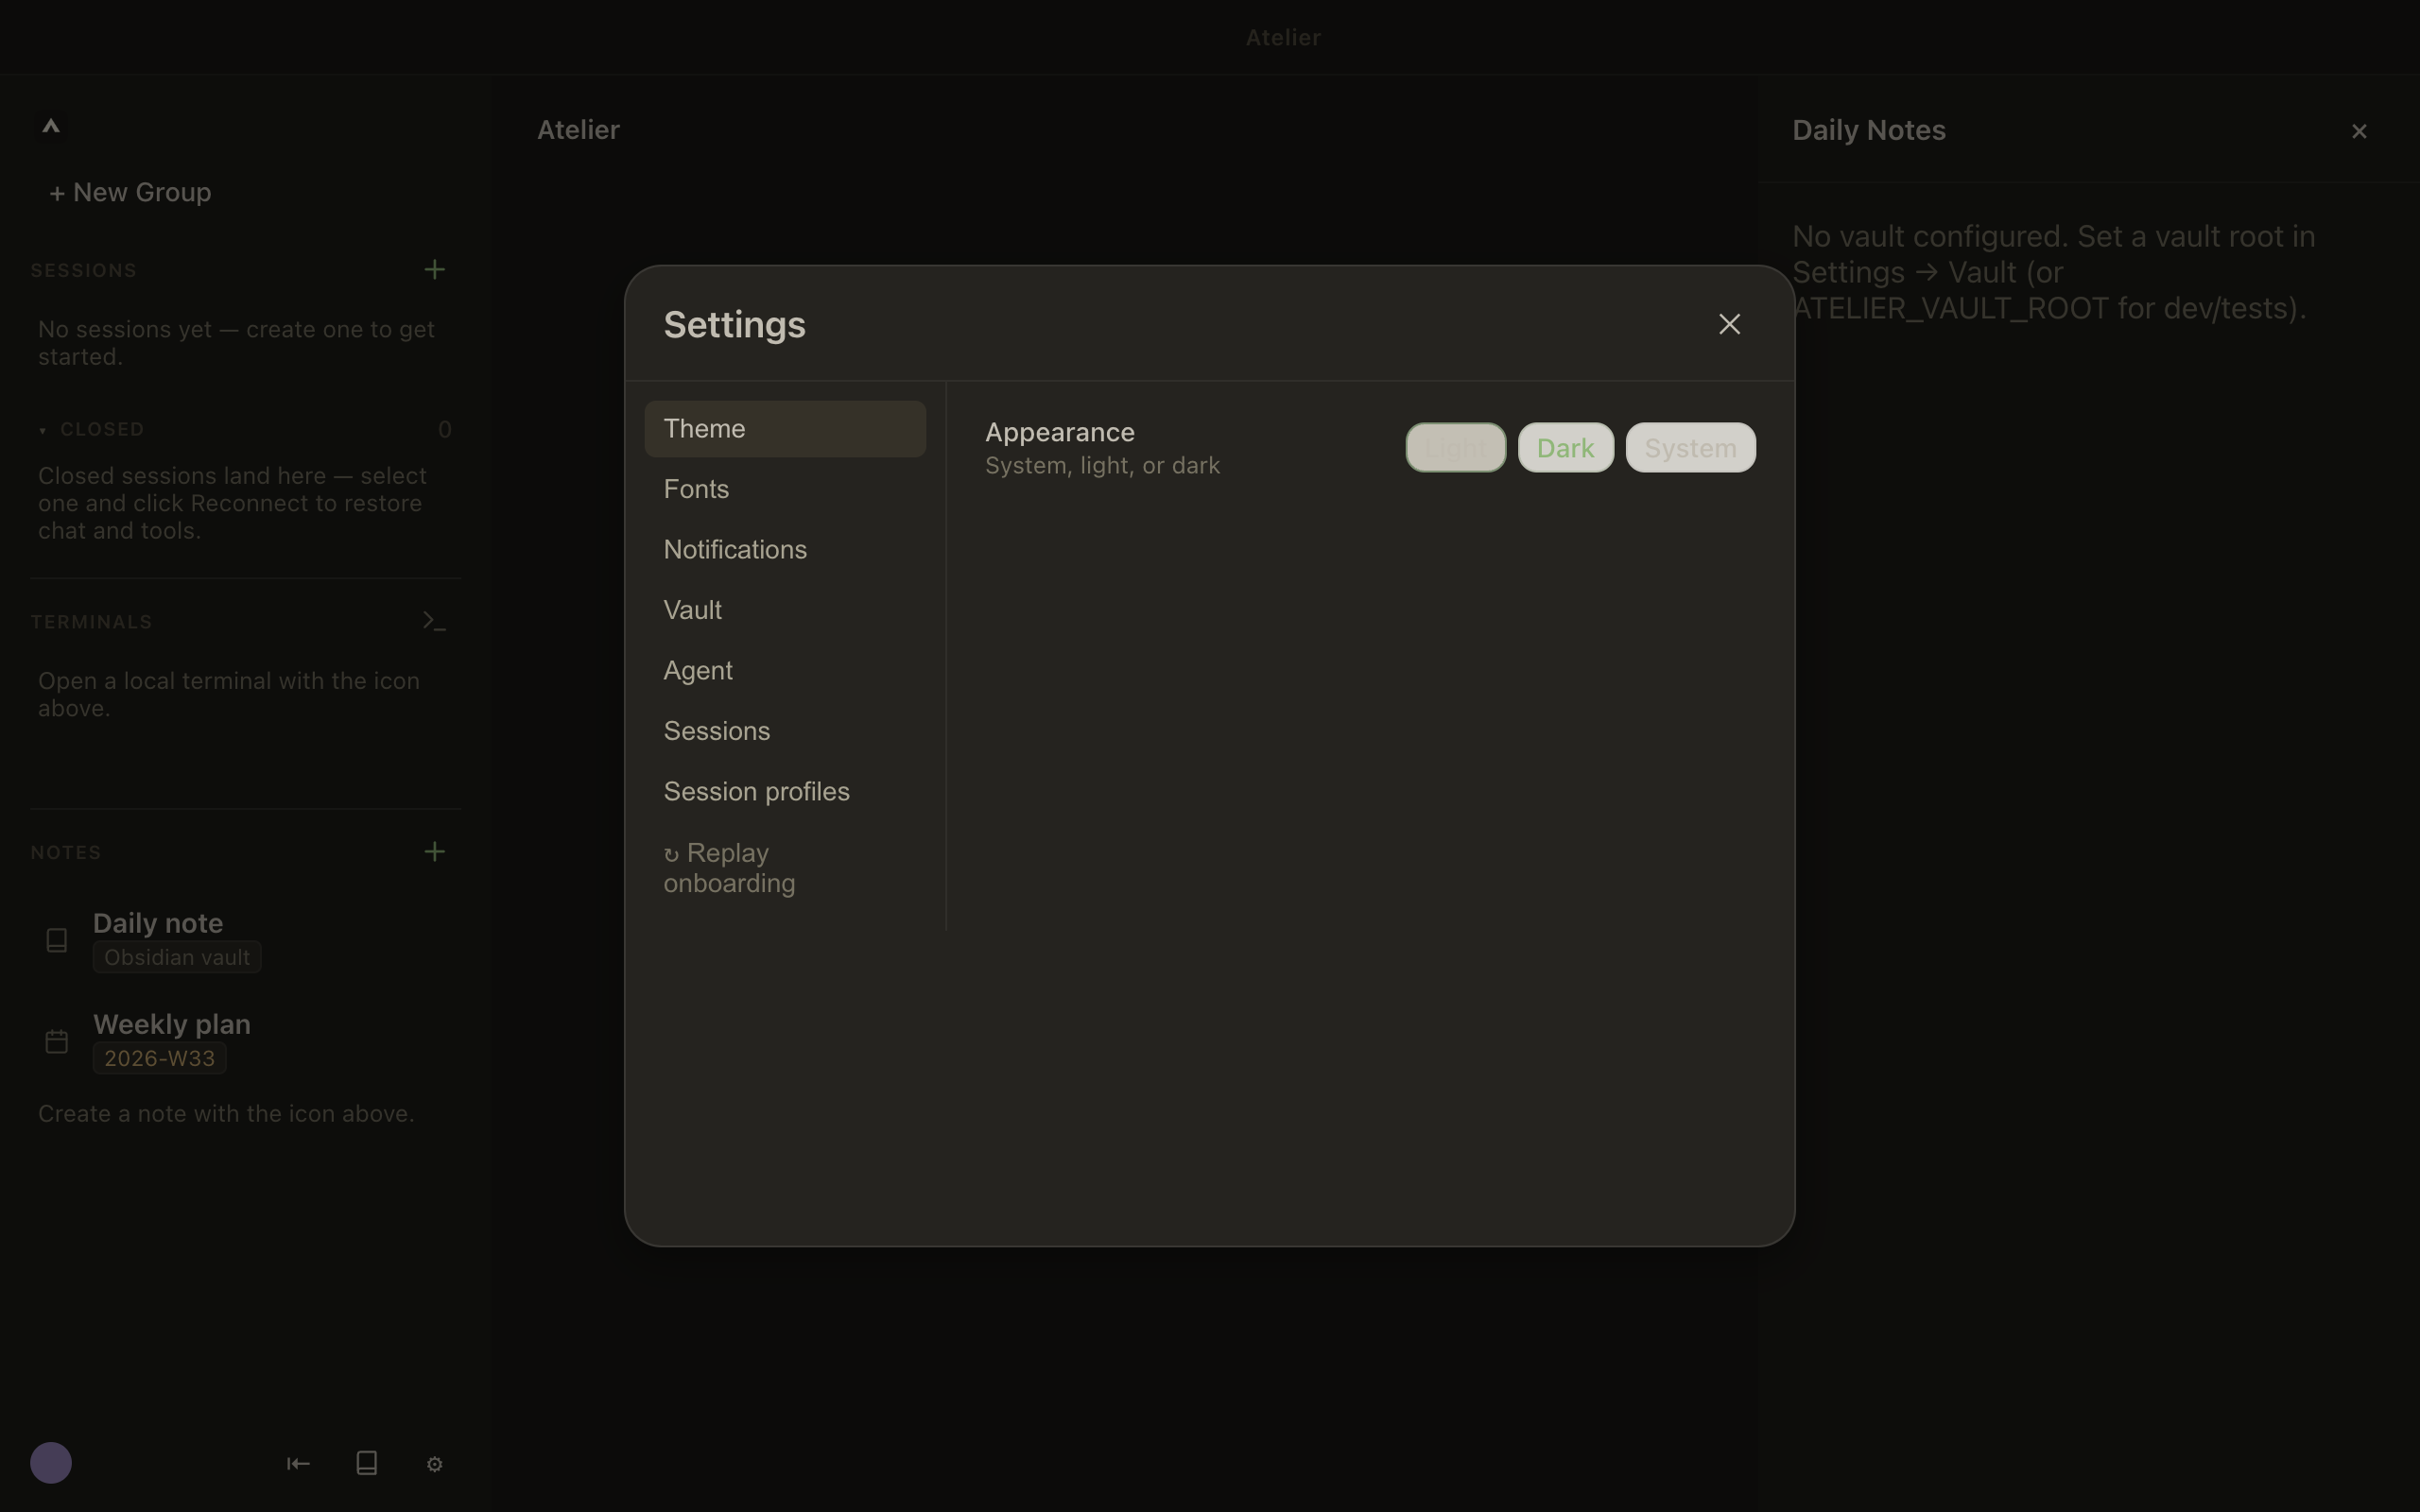 Atelier
+ New Group
SESSIONS
No sessions yet — create one to get
started.
CLOSED 0
Closed sessions land here — select
one and click Reconnect to restore
chat and tools.
TERMINALS
Open a local terminal with the icon
above.
NOTES
Daily note
Obsidian vault
Weekly plan
2026-W33
Create a note with the icon above.
Atelier
Settings
Theme
Fonts
Notifications
Vault
Agent
Sessions
Session profiles
↻ Replay
onboarding
Appearance
System, light, or dark
Light
Dark
System
Daily Notes
No vault configured. Set a vault root in
Settings → Vault (or
ATELIER_VAULT_ROOT for dev/tests).